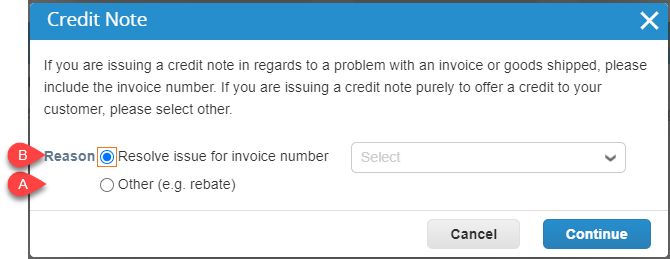 Credit Note
If you are issuing a credit note in regards to a problem with an invoice or goods shipped, please
include the invoice number. If you are issuing a credit note purely to offer a credit to your
customer, please select other.
B Reason Resolve issue for invoice number Select
A Other (e.g. rebate)
Cancel Continue